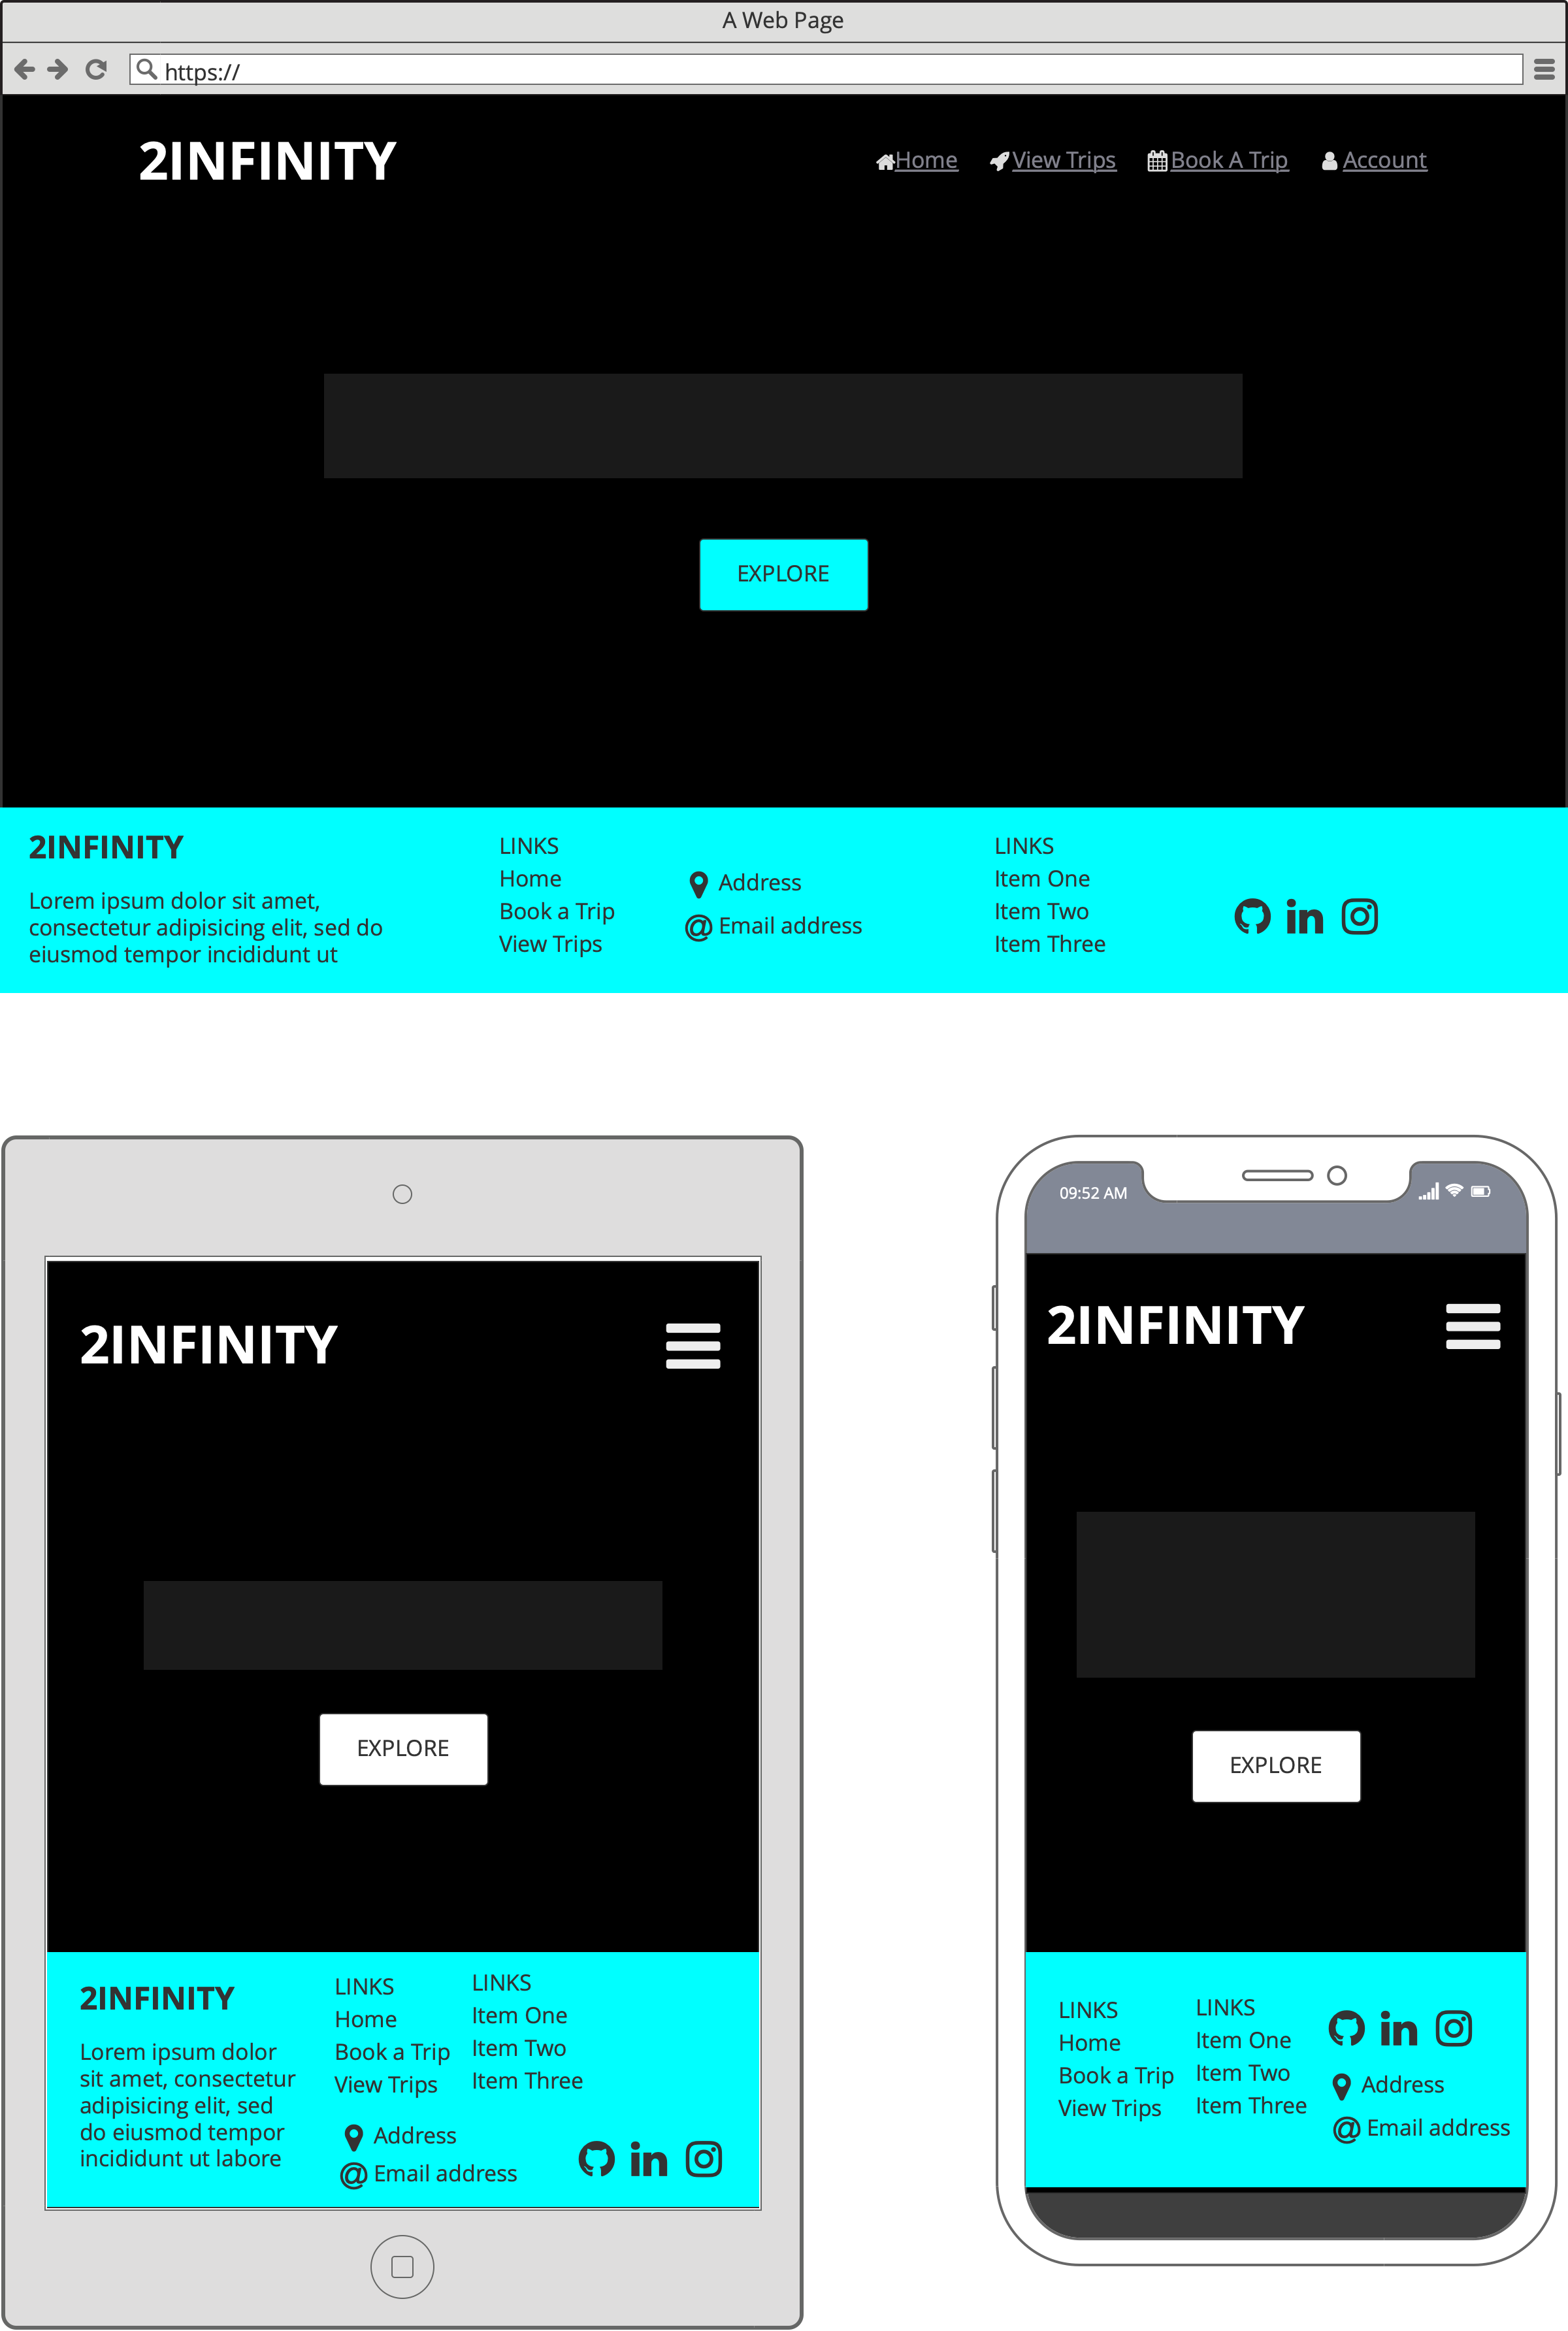 A Web Page
https://
2INFINITY
Home View Trips Book A Trip Account
EXPLORE
2INFINITY
Lorem ipsum dolor sit amet,
consectetur adipisicing elit, sed do
eiusmod tempor incididunt ut
LINKS
Home
Book a Trip
View Trips
Address
@ Email address
LINKS
Item One
Item Two
Item Three
in
2INFINITY
EXPLORE
2INFINITY
Lorem ipsum dolor
sit amet, consectetur
adipisicing elit, sed
do eiusmod tempor
incididunt ut labore
LINKS
Home
Book a Trip
View Trips
LINKS
Item One
Item Two
Item Three
Address
@ Email address
in
09:52 AM
2INFINITY
EXPLORE
LINKS
Home
Book a Trip
View Trips
LINKS
Item One
Item Two
Item Three
in
Address
@ Email address